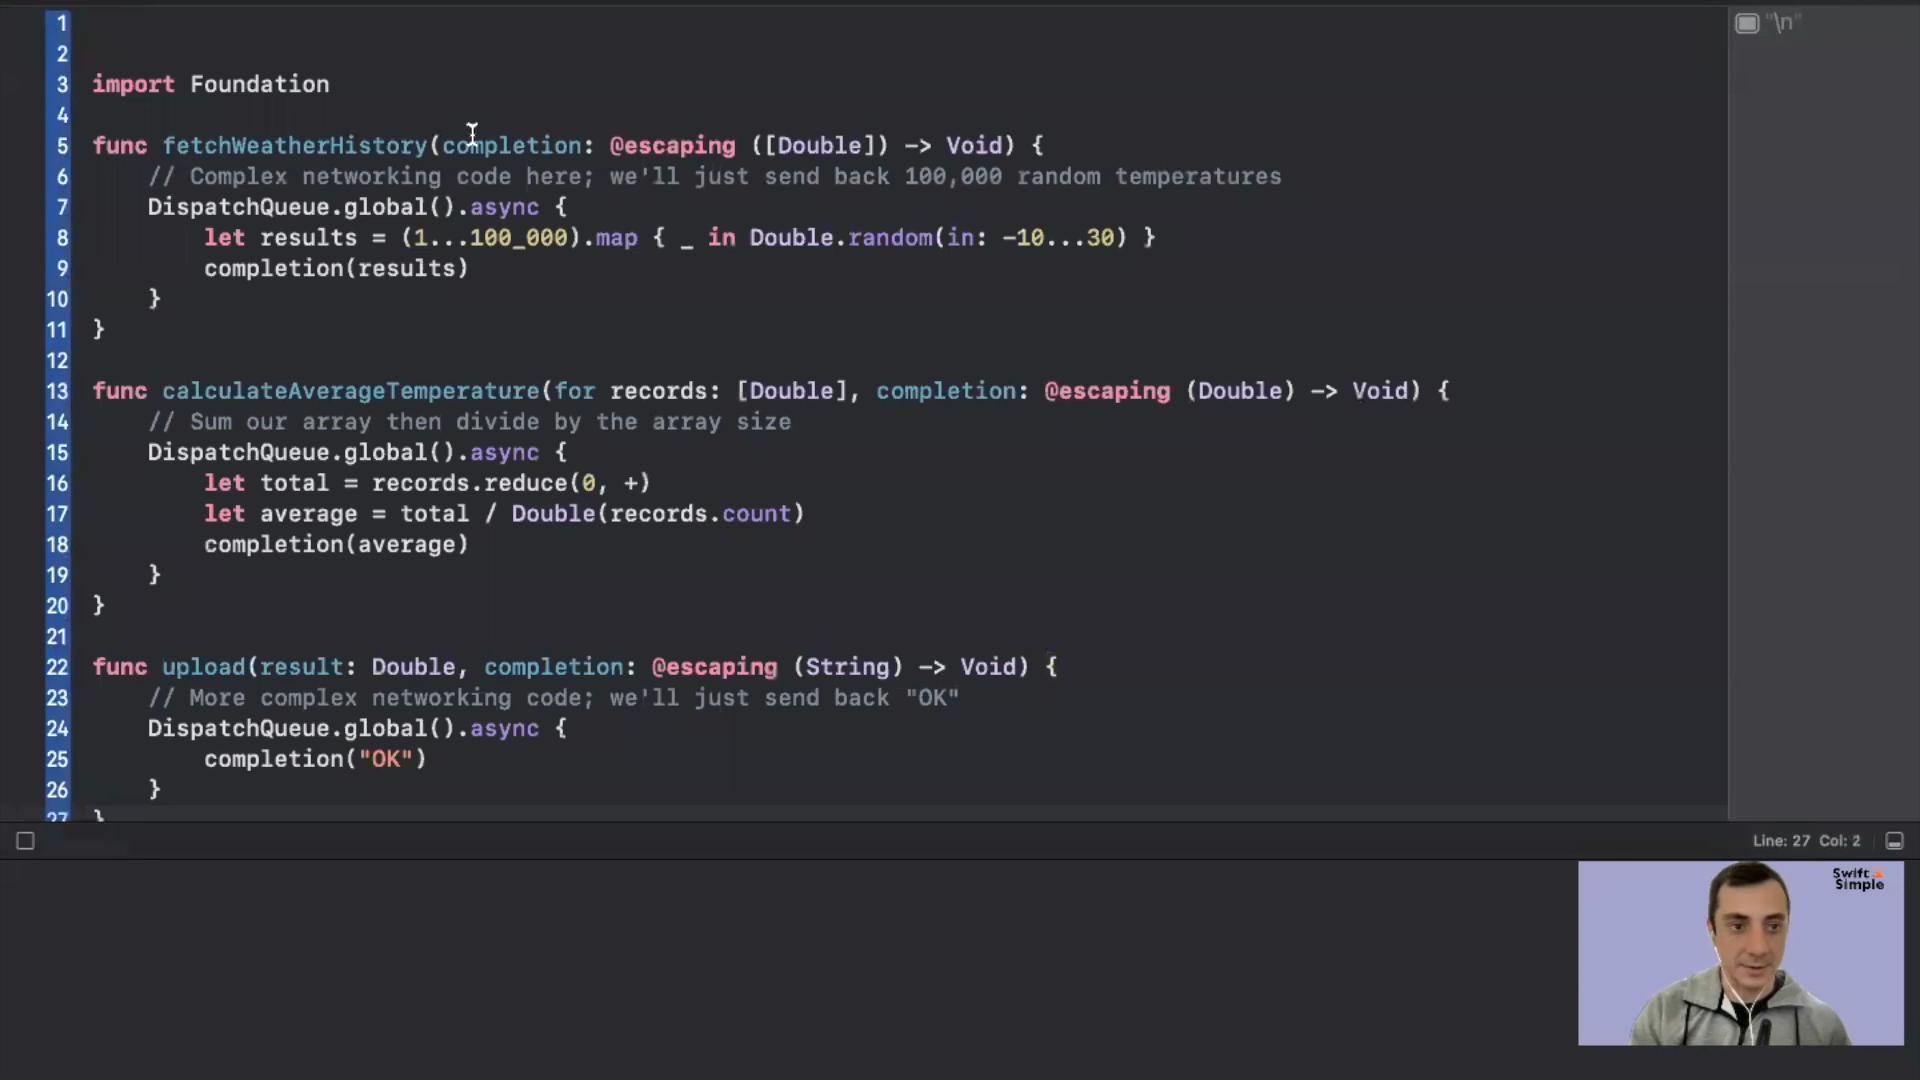 1
2
3 import Foundation
4
5 func fetchWeatherHistory(completion: @escaping ([Double]) -> Void) {
6     // Complex networking code here; we'll just send back 100,000 random temperatures
7     DispatchQueue.global().async {
8         let results = (1...100_000).map { _ in Double.random(in: -10...30) }
9         completion(results)
10     }
11 }
12
13 func calculateAverageTemperature(for records: [Double], completion: @escaping (Double) -> Void) {
14     // Sum our array then divide by the array size
15     DispatchQueue.global().async {
16         let total = records.reduce(0, +)
17         let average = total / Double(records.count)
18         completion(average)
19     }
20 }
21
22 func upload(result: Double, completion: @escaping (String) -> Void) {
23     // More complex networking code; we'll just send back "OK"
24     DispatchQueue.global().async {
25         completion("OK")
26     }
27 }
"\n"
Line: 27 Col: 2
Swift
Simple